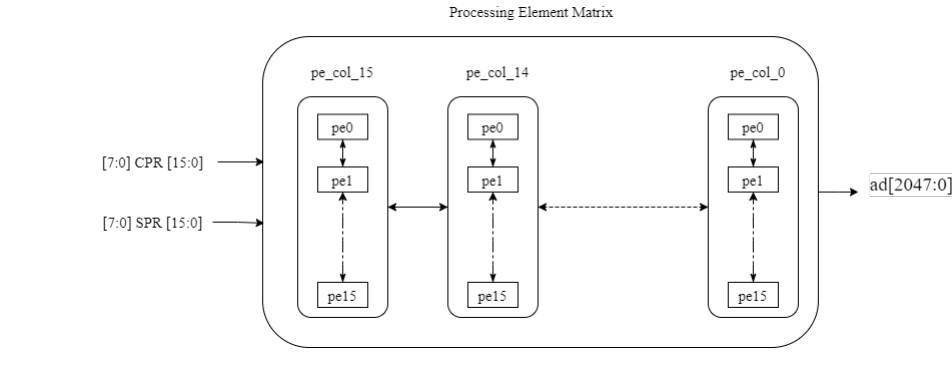 Processing Element Matrix
pe_col_15
pe_col_14
pe_col_0
pe0
pe0
pe0
[7:0] CPR [15:0]
pe1
pe1
pe1
ad[2047:0]
[7:0] SPR [15:0]
pe15
pe15
pe15